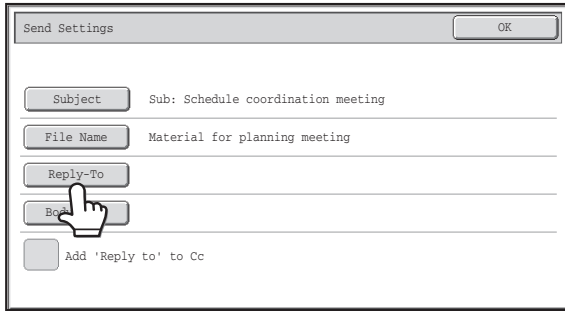 Send Settings
OK
Subject
Sub: Schedule coordination meeting
File Name
Material for planning meeting
Reply-To
Add 'Reply to' to Cc